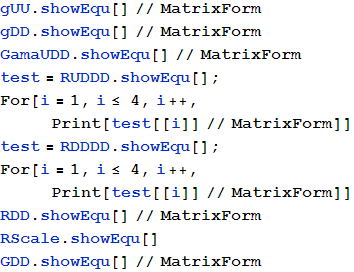 gUU.showEqu[] // MatrixForm
gDD.showEqu[] // MatrixForm
GamaUDD.showEqu[] // MatrixForm
test = RUDDD.showEqu[];
For[i = 1, i ≤ 4, i++,
Print[test[[i]] // MatrixForm]]
test = RDDDD.showEqu[];
For[i = 1, i ≤ 4, i++,
Print[test[[i]] // MatrixForm]]
RDD.showEqu[] // MatrixForm
RScale.showEqu[]
GDD.showEqu[] // MatrixForm